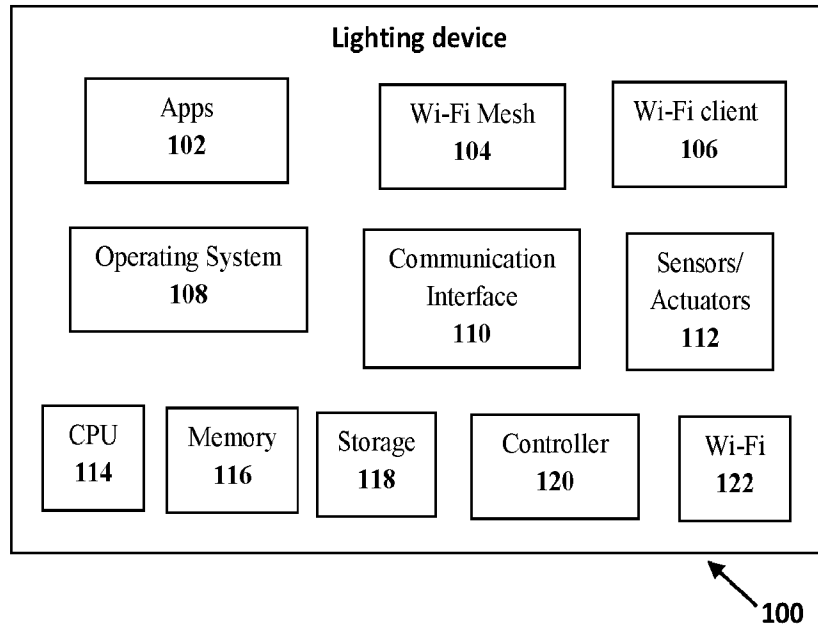 Lighting device
Apps
102
Wi-Fi Mesh
104
Wi-Fi client
106
Operating System
108
Communication
Interface
110
Sensors/
Actuators
112
CPU
114
Memory
116
Storage
118
Controller
120
Wi-Fi
122
100